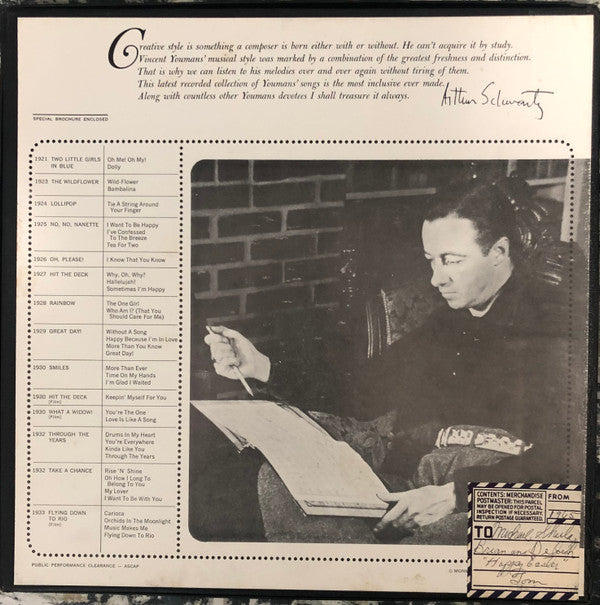 Creative style is something a composer is born either with or without. He can't acquire it by study.
Vincent Youmans' musical style was marked by a combination of the greatest freshness and distinction.
That is why we can listen to his melodies over and over again without tiring of them.
This latest recorded collection of Youmans' songs is the most inclusive ever made.
Along with countless other Youmans devotees I shall treasure it always.
Arthur Schwartz
SPECIAL BROCHURE ENCLOSED
1921 TWO LITTLE GIRLS IN BLUE
Oh Me! Oh My!
Dolly
1923 THE WILDFLOWER
Wild-Flower
Bambalina
1924 LOLLIPOP
Tie A String Around
Your Finger
1925 NO, NO, NANETTE
I Want To Be Happy
I've Confessed
To The Breeze
Tea For Two
1926 OH, PLEASE!
I Know That You Know
1927 HIT THE DECK
Why, Oh, Why?
Hallelujah!
Sometimes I'm Happy
1928 RAINBOW
The One Girl
Who Am I? (That You
Should Care For Me)
1929 GREAT DAY!
Without A Song
Happy Because I'm In Love
More Than You Know
Great Day!
1930 SMILES
More Than Ever
Time On My Hands
I'm Glad I Waited
1930 HIT THE DECK
(Film)
Keepin' Myself For You
1930 WHAT A WIDOW!
(Film)
You're The One
Love Is Like A Song
1932 THROUGH THE
YEARS
Drums In My Heart
You're Everywhere
Kinda Like You
Through The Years
1932 TAKE A CHANCE
Rise 'N' Shine
Oh How I Long To
Belong To You
My Lover
I Want To Be With You
1933 FLYING DOWN
TO RIO
(Film)
Carioca
Orchids In The Moonlight
Music Makes Me
Flying Down To Rio
PUBLIC PERFORMANCE CLEARANCE – ASCAP
CONTENTS: MERCHANDISE
POSTMASTER: THIS PARCEL
MAY BE OPENED FOR POSTAL
INSPECTION IF NECESSARY.
RETURN POSTAGE GUARANTEED.
FROM
1965
TO
Brian and Deborah
"Happy Easter"
Tom